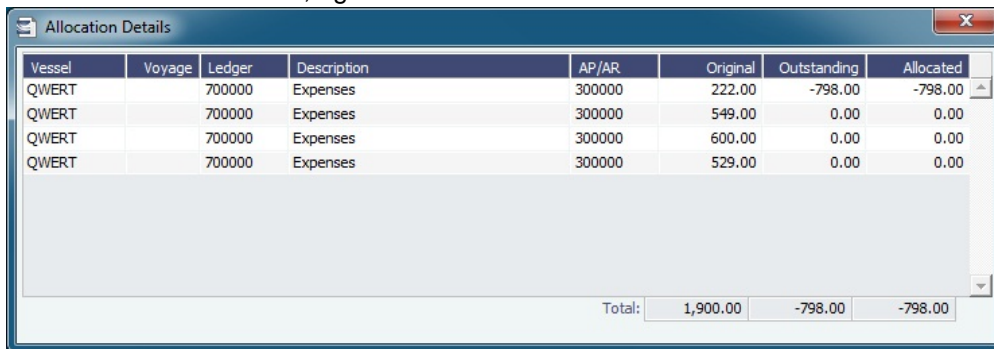 Allocation Details
Vessel Voyage Ledger Description AP/AR Original Outstanding Allocated
QWERT 700000 Expenses 300000 222.00 -798.00 -798.00
QWERT 700000 Expenses 300000 549.00 0.00 0.00
QWERT 700000 Expenses 300000 600.00 0.00 0.00
QWERT 700000 Expenses 300000 529.00 0.00 0.00
Total: 1,900.00 -798.00 -798.00